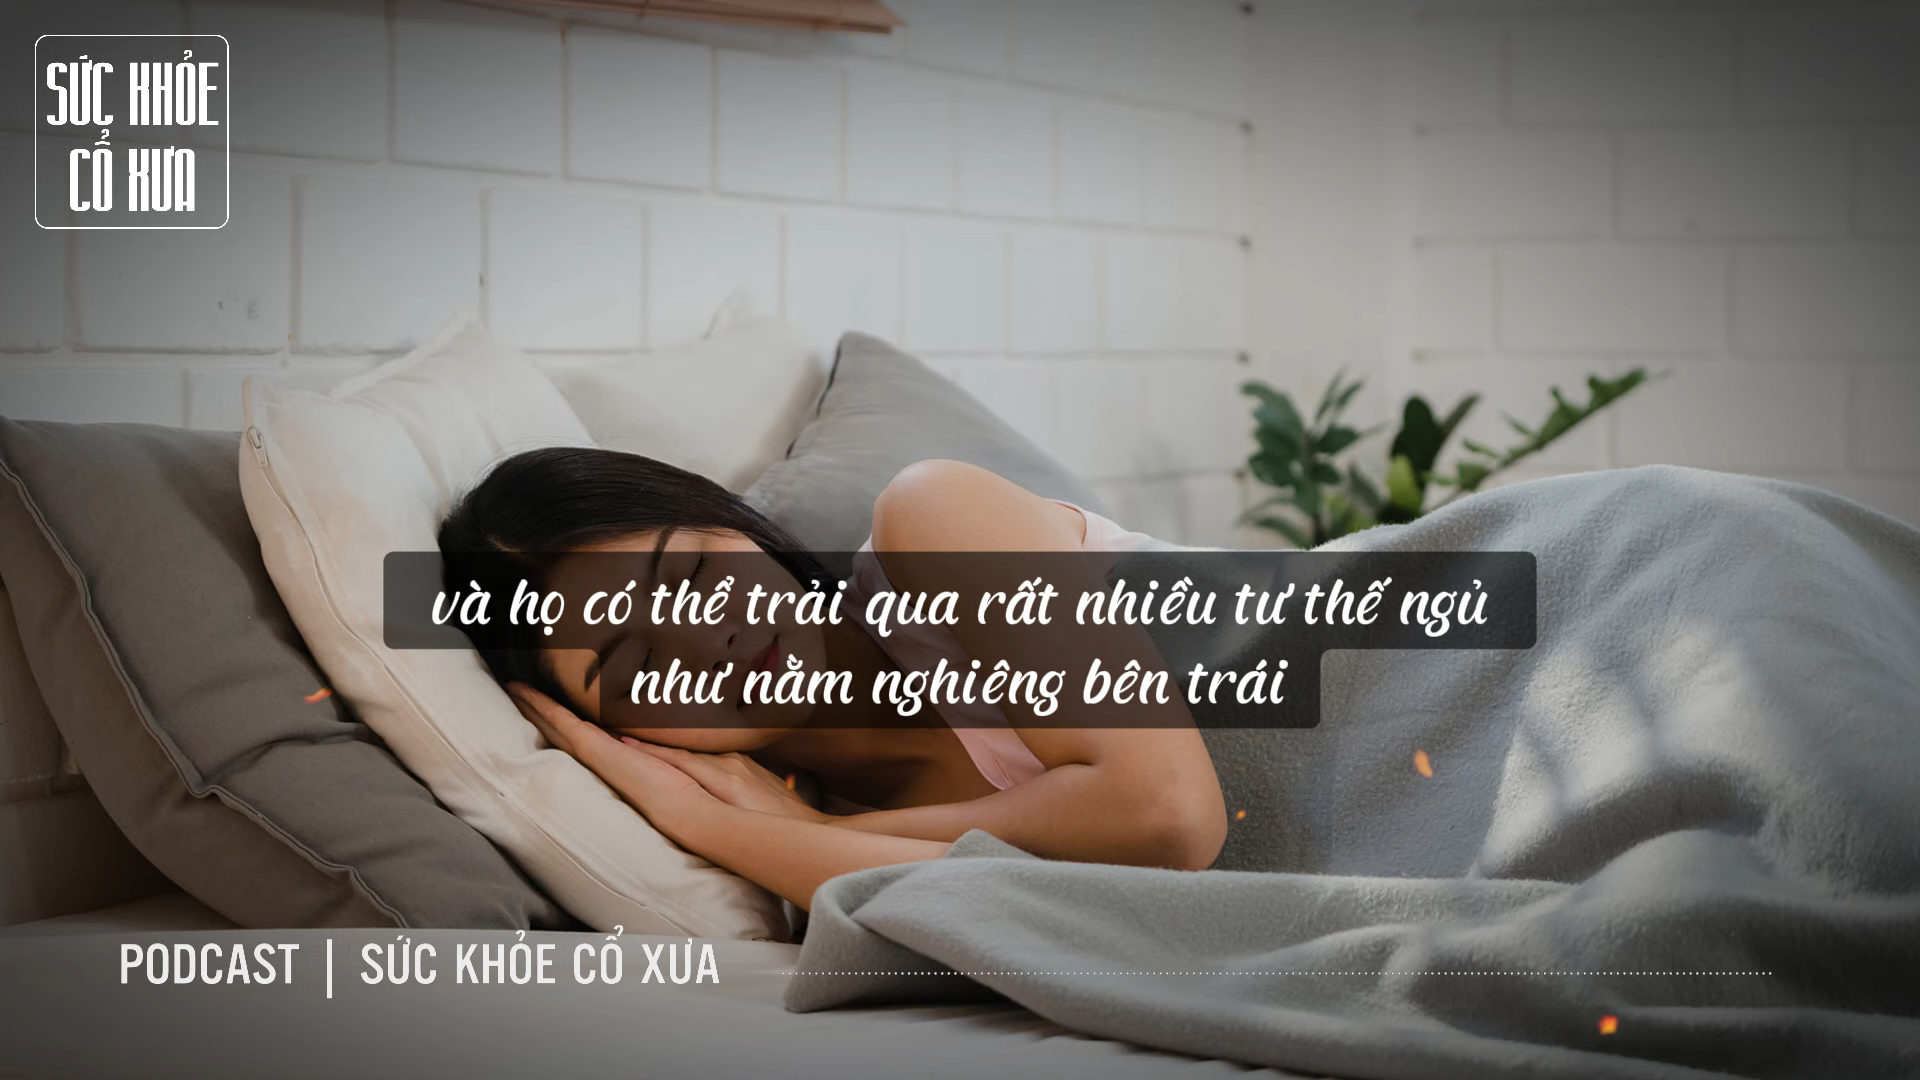 SỨC KHỎE
CỔ XƯA
và họ có thể trải qua rất nhiều tư thế ngủ
như nằm nghiêng bên trái
PODCAST | SỨC KHỎE CỔ XƯA